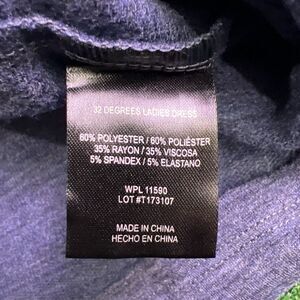 32 DEGREES LADIES DRESS
60% POLYESTER / 60% POLIÉSTER
35% RAYON / 35% VISCOSA
5% SPANDEX / 5% ELASTANO
WPL 11590
LOT #T173107
MADE IN CHINA
HECHO EN CHINA